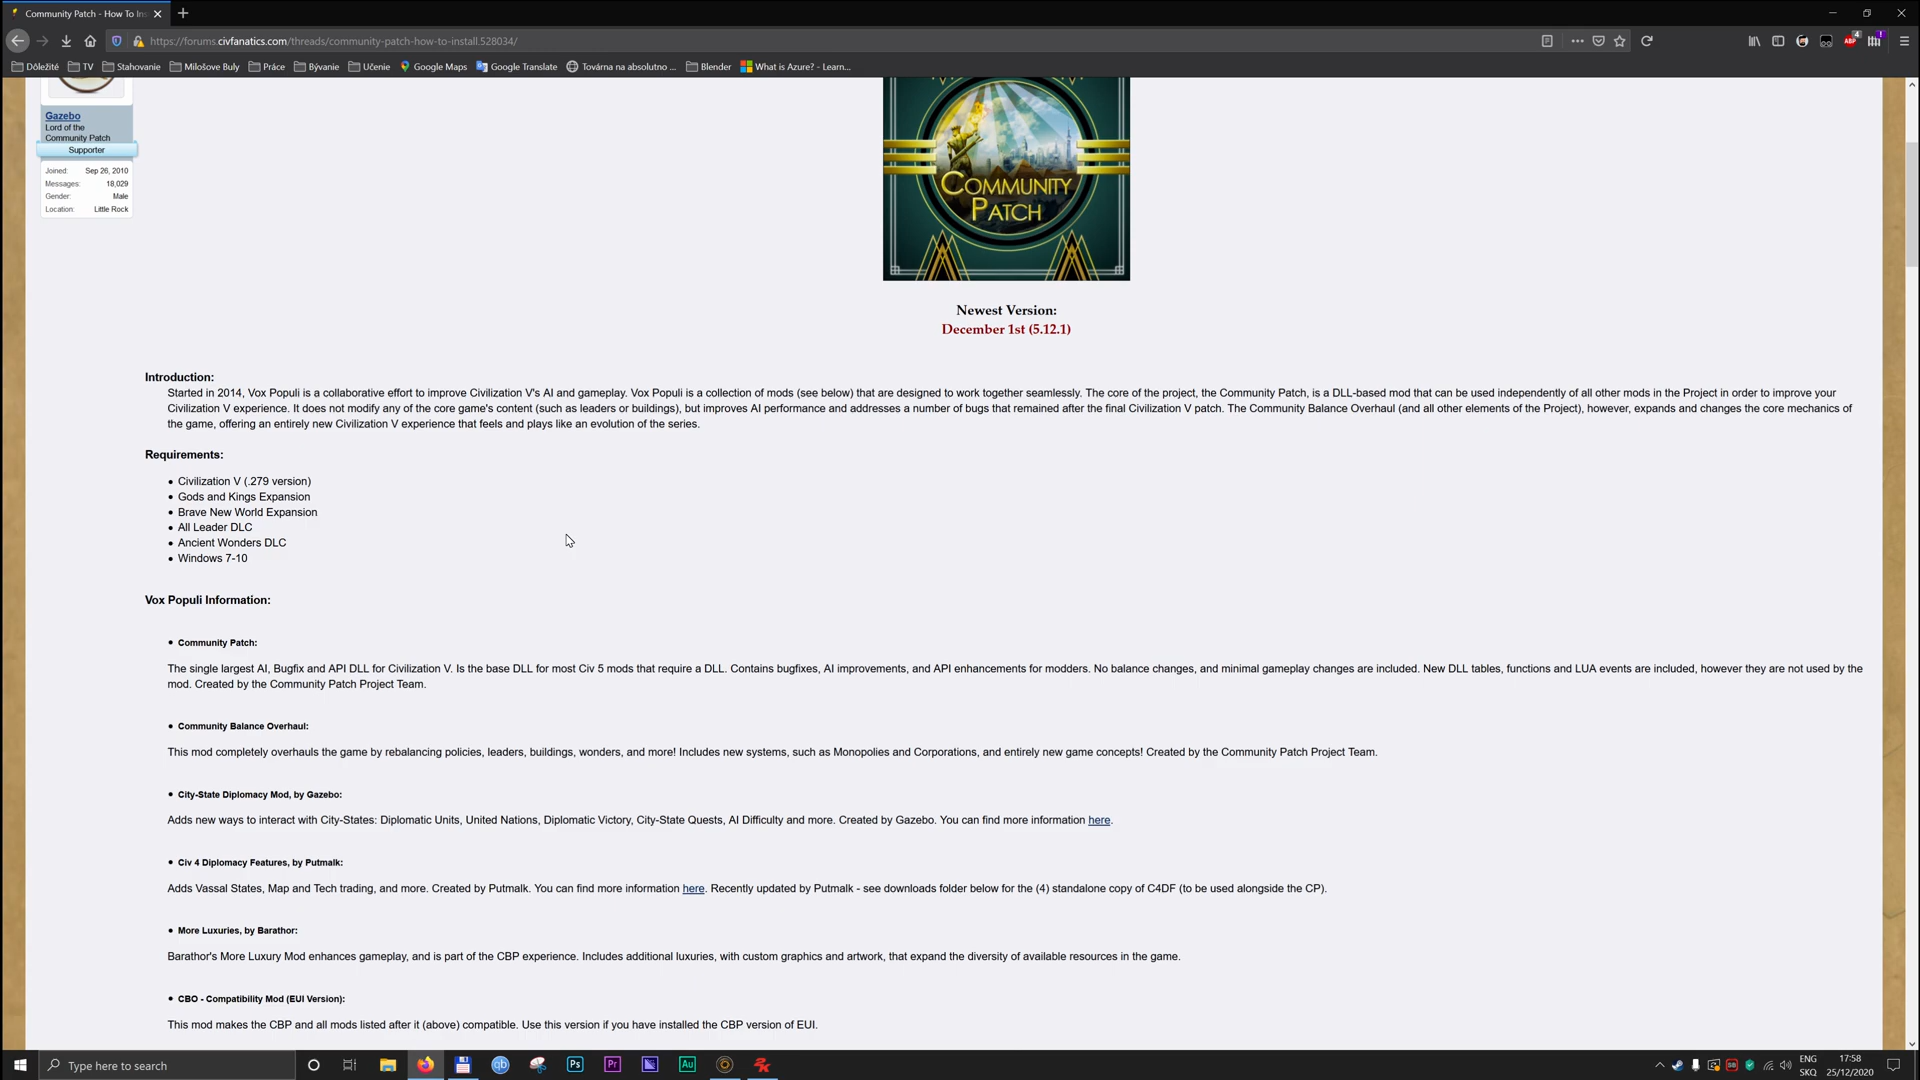 Community Patch - How To Ins
https://forums.civfanatics.com/threads/community-patch-how-to-install.528034/
Dôležité TV Stahovanie Milošove Buly Práce Bývanie Učenie Google Maps Google Translate Továrna na absolutno ... Blender What is Azure? - Learn...
Gazebo
Lord of the
Community Patch
Supporter
Joined: Sep 26, 2010
Messages: 18,029
Gender: Male
Location: Little Rock
COMMUNITY
PATCH
Newest Version:
December 1st (5.12.1)
Introduction:
Started in 2014, Vox Populi is a collaborative effort to improve Civilization V's AI and gameplay. Vox Populi is a collection of mods (see below) that are designed to work together seamlessly. The core of the project, the Community Patch, is a DLL-based mod that can be used independently of all other mods in the Project in order to improve your
Civilization V experience. It does not modify any of the core game's content (such as leaders or buildings), but improves AI performance and addresses a number of bugs that remained after the final Civilization V patch. The Community Balance Overhaul (and all other elements of the Project), however, expands and changes the core mechanics of
the game, offering an entirely new Civilization V experience that feels and plays like an evolution of the series.
Requirements:
• Civilization V (.279 version)
• Gods and Kings Expansion
• Brave New World Expansion
• All Leader DLC
• Ancient Wonders DLC
• Windows 7-10
Vox Populi Information:
• Community Patch:
The single largest AI, Bugfix and API DLL for Civilization V. Is the base DLL for most Civ 5 mods that require a DLL. Contains bugfixes, AI improvements, and API enhancements for modders. No balance changes, and minimal gameplay changes are included. New DLL tables, functions and LUA events are included, however they are not used by the
mod. Created by the Community Patch Project Team.
• Community Balance Overhaul:
This mod completely overhauls the game by rebalancing policies, leaders, buildings, wonders, and more! Includes new systems, such as Monopolies and Corporations, and entirely new game concepts! Created by the Community Patch Project Team.
• City-State Diplomacy Mod, by Gazebo:
Adds new ways to interact with City-States: Diplomatic Units, United Nations, Diplomatic Victory, City-State Quests, AI Difficulty and more. Created by Gazebo. You can find more information here.
• Civ 4 Diplomacy Features, by Putmalk:
Adds Vassal States, Map and Tech trading, and more. Created by Putmalk. You can find more information here. Recently updated by Putmalk - see downloads folder below for the (4) standalone copy of C4DF (to be used alongside the CP).
• More Luxuries, by Barathor:
Barathor's More Luxury Mod enhances gameplay, and is part of the CBP experience. Includes additional luxuries, with custom graphics and artwork, that expand the diversity of available resources in the game.
• CBO - Compatibility Mod (EUI Version):
This mod makes the CBP and all mods listed after it (above) compatible. Use this version if you have installed the CBP version of EUI.
Type here to search
qb Ps Pr Au
ENG 17:58
SKQ 25/12/2020